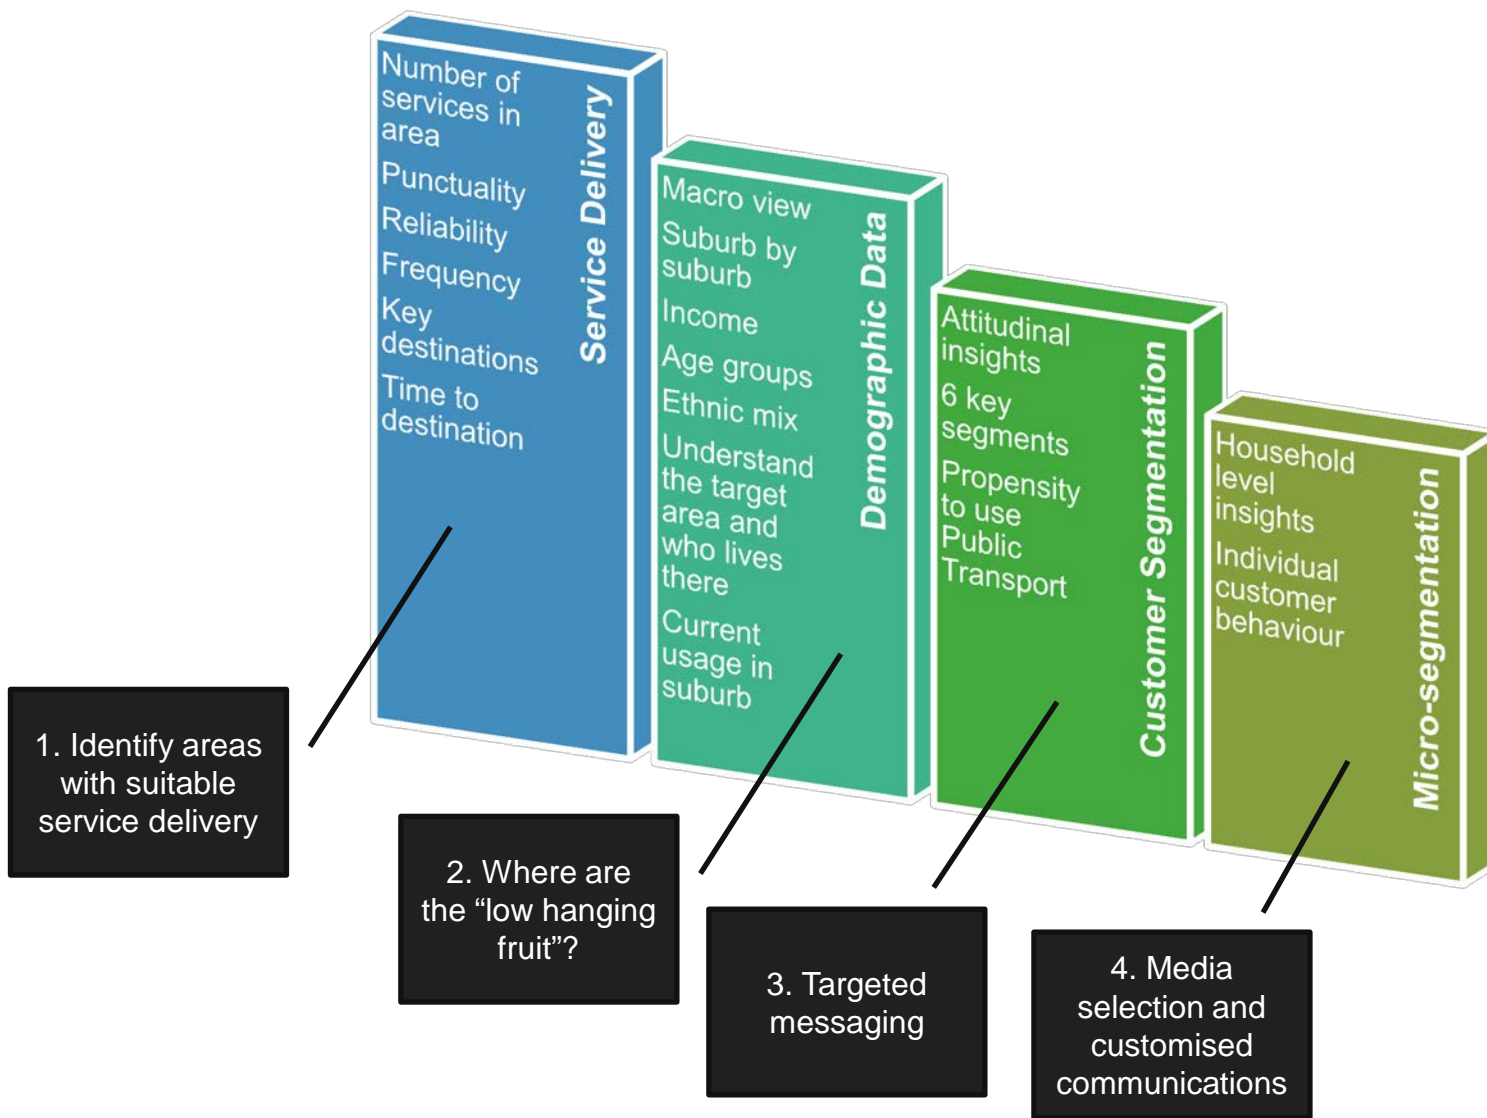 Number of
services in
area
Punctuality
Reliability
Frequency
Key
destinations
Time to
destination
Service Delivery
Macro view
Suburb by
suburb
Income
Age groups
Ethnic mix
Understand
the target
area and
who lives
there
Current
usage in
suburb
Demographic Data
Attitudinal
insights
6 key
segments
Propensity
to use
Public
Transport
Customer Segmentation
Household
level
insights
Individual
customer
behaviour
Micro-segmentation
1. Identify areas
with suitable
service delivery
2. Where are
the “low hanging
fruit”?
3. Targeted
messaging
4. Media
selection and
customised
communications